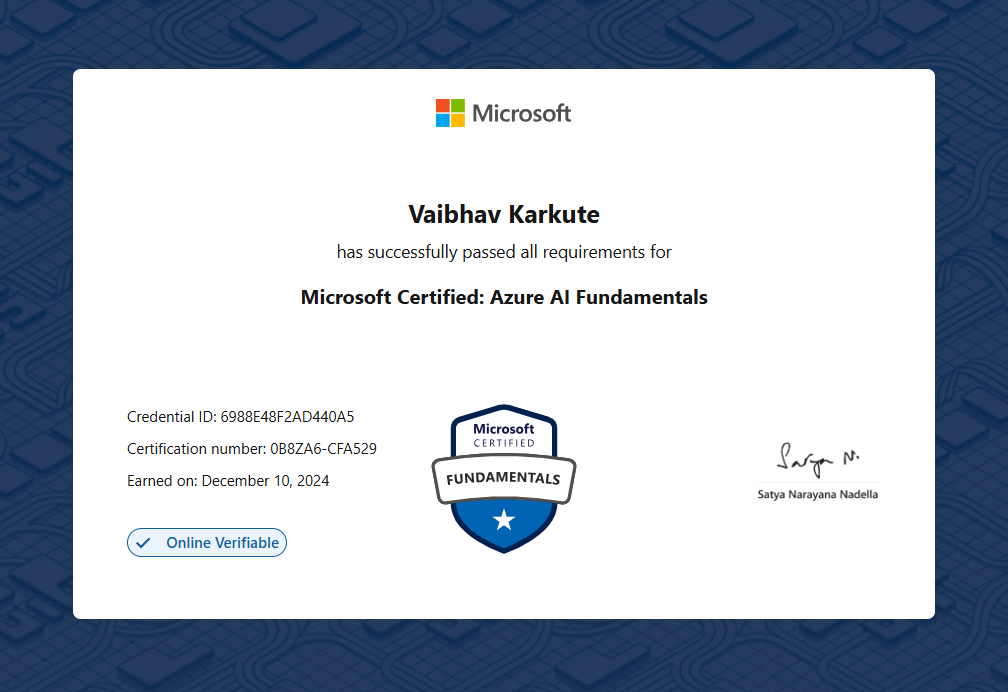 Microsoft
Vaibhav Karkute
has successfully passed all requirements for
Microsoft Certified: Azure AI Fundamentals
Credential ID: 6988E48F2AD440A5
Certification number: 0B8ZA6-CFA529
Earned on: December 10, 2024
Online Verifiable
Microsoft
CERTIFIED
FUNDAMENTALS
Satya N.
Satya Narayana Nadella